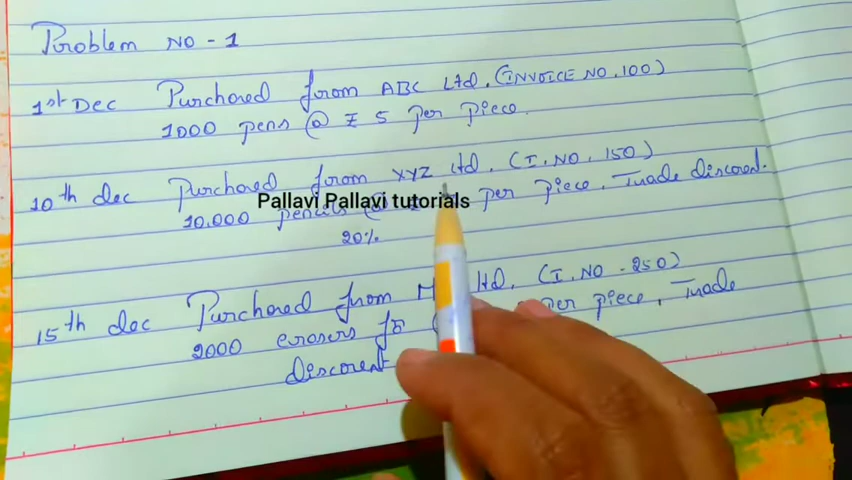 Problem NO - 1
1st Dec Purchased from ABC Ltd. (INVOICE NO. 100)
1000 pens @ ₹ 5 per piece.
10th dec Purchased from XYZ Ltd. (I. NO. 150)
10,000 pencils @ per piece, Trade discount.
Pallavi Pallavi tutorials
20%
15th dec Purchased from Ltd. (I. NO - 250)
2000 erasers for per piece, Trade
discount